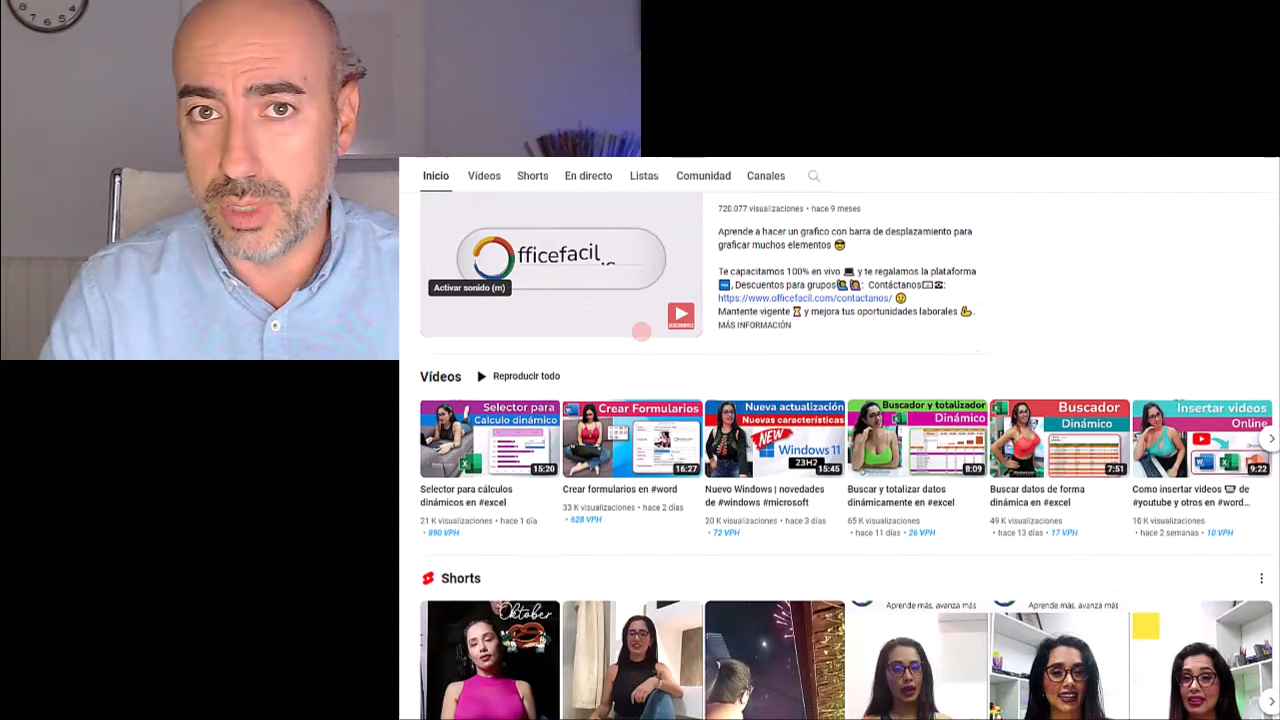 Inicio
Vídeos
Shorts
En directo
Listas
Comunidad
Canales
fficefacil
Activar sonido (m)
720.077 visualizaciones • hace 9 meses
Aprende a hacer un grafico con barra de desplazamiento para
graficar muchos elementos 😎
Te capacitamos 100% en vivo 💻 y te regalamos la plataforma
🆓, Descuentos para grupos🙋‍♂️🙋: Contáctanos📧☎:
https://www.officefacil.com/contactanos/ 🙂
Mantente vigente ⏳ y mejora tus oportunidades laborales 💪.
MÁS INFORMACIÓN
Vídeos
Reproducir todo
Selector para
Calculo dinámico
15:20
Crear Formularios
16:27
Nueva actualización
Nuevas características
NEW
Windows 11
23H2
15:45
Buscador y totalizador
Dinámico
8:09
Buscador
Dinámico
7:51
Insertar videos
Online
9:22
Selector para cálculos
dinámicos en #excel
21 K visualizaciones • hace 1 día
• 890 VPH
Crear formularios en #word
33 K visualizaciones • hace 2 días
• 628 VPH
Nuevo Windows | novedades
de #windows #microsoft
20 K visualizaciones • hace 3 días
• 72 VPH
Buscar y totalizar datos
dinámicamente en #excel
65 K visualizaciones
• hace 11 días • 26 VPH
Buscar datos de forma
dinámica en #excel
49 K visualizaciones
• hace 13 días • 17 VPH
Como insertar videos 📼 de
#youtube y otros en #word...
10 K visualizaciones
• hace 2 semanas • 10 VPH
Shorts
Oktober
Aprende más, avanza más
Aprende más, avanza más